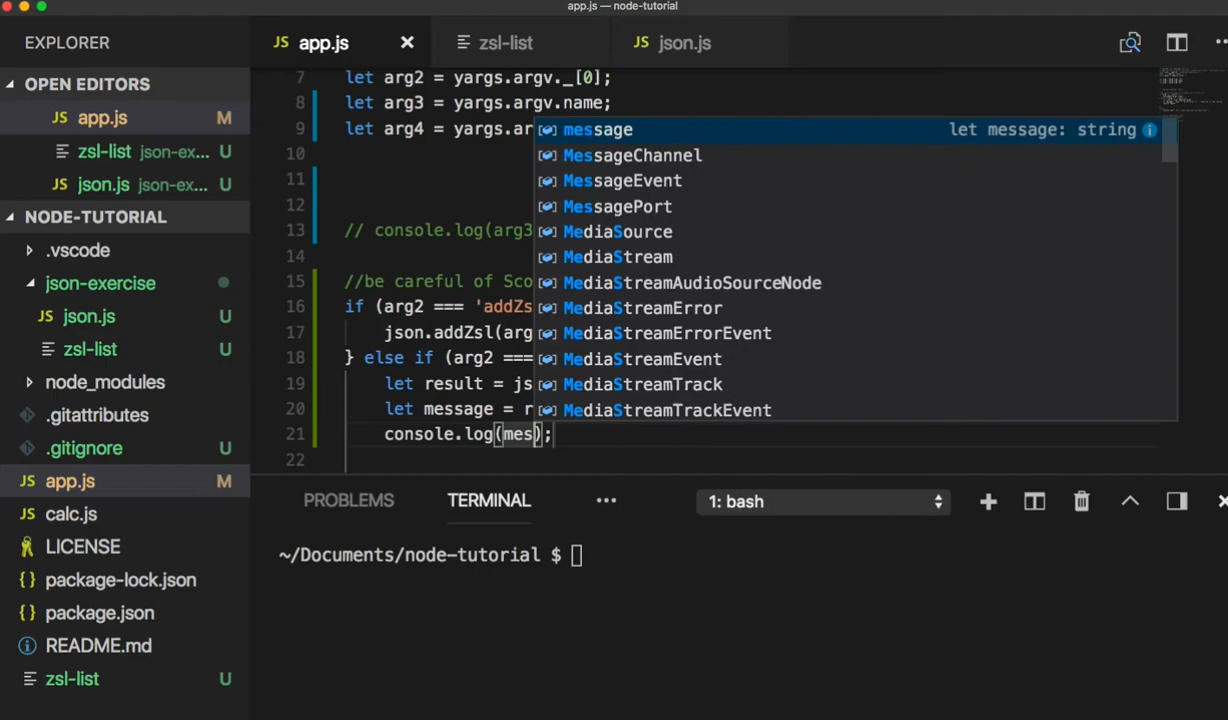 app.js — node-tutorial
EXPLORER
JS app.js ×
zsl-list
JS json.js
OPEN EDITORS
JS app.js M
zsl-list json-ex... U
JS json.js json-ex... U
NODE-TUTORIAL
.vscode
json-exercise
JS json.js U
zsl-list U
node_modules
.gitattributes
.gitignore
JS app.js M
JS calc.js
LICENSE
{ } package-lock.json
{ } package.json
README.md
zsl-list U
7 let arg2 = yargs.argv._[0];
8 let arg3 = yargs.argv.name;
9 let arg4 = yargs.ar
10
11
12
13 // console.log(arg3
14
15 //be careful of Sco
16 if (arg2 === 'addZs
17 json.addZsl(arg
18 } else if (arg2 ===
19 let result = js
20 let message = r
21 console.log(mes);
22
message let message: string
MessageChannel
MessageEvent
MessagePort
MediaSource
MediaStream
MediaStreamAudioSourceNode
MediaStreamError
MediaStreamErrorEvent
MediaStreamEvent
MediaStreamTrack
MediaStreamTrackEvent
PROBLEMS TERMINAL ••• 1: bash
~/Documents/node-tutorial $